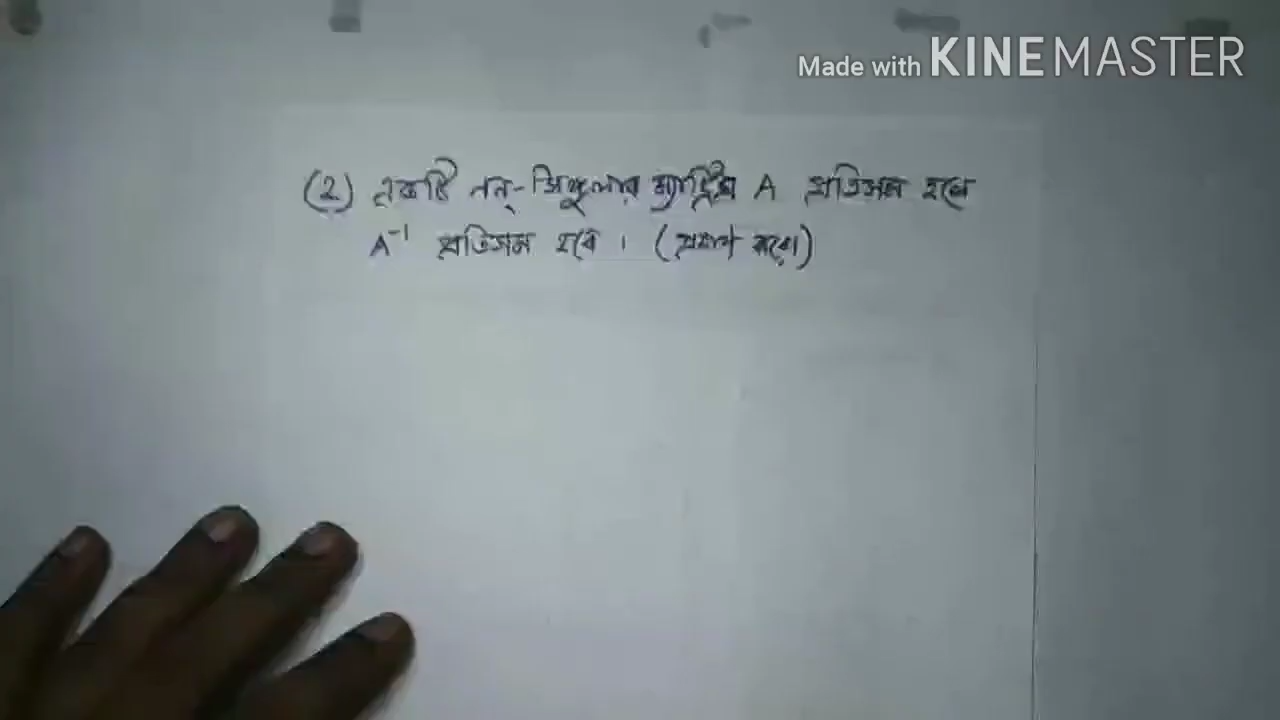 Made with KINEMASTER
(2) একটি নন্-সিঙ্গুলার ম্যাট্রিক্স A প্রতিসম হলে
A⁻¹ প্রতিসম হবে । (প্রমাণ করো)